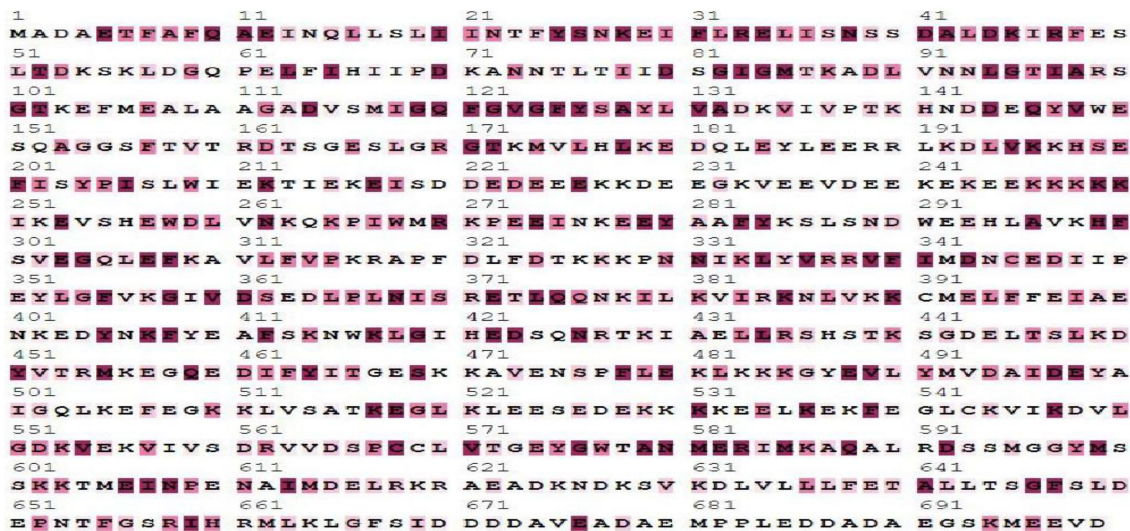 1 11 21 31 41
MADAETFAFQ AEINQLLSLI INTFYSNKEI FLRELISNSS DALDKIRFES
51 61 71 81 91
LTDKSKLDGQ PELFIHIIPD KANNTLTIID SGIGMTKADL VNNLGTIARS
101 111 121 131 141
GTKEFMEALA AGADVSMIGQ FGVGFYSAYL VADKVIVPTK HNDDEQYVWE
151 161 171 181 191
SQAGGSFTVT RDTSGESLGR GTKMVLHLKE DQLEYLEERR LKDLVKKHSE
201 211 221 231 241
FISYPISLWI EKTIEKEISD DEDEEEKKDE EGKVEEVDEE KEKEEKKKKK
251 261 271 281 291
IKEVSHEWDL VNKQKPIWMR KPEEINKEEY AAFYKSLSND WEEHLAVKHF
301 311 321 331 341
SVEGQLEFKA VLFVPKRAPF DLFDTKKKPN NIKLYVRRVF IMDNCEDIIP
351 361 371 381 391
EYLGFVKGIV DSEDLPLNIS RETLQQNKIL KVIRKNLVKK CMELFFEIAE
401 411 421 431 441
NKEDYNKFYE AFSKNWKLGI HEDSQNRTKI AELLRSHSTK SGDELTSLKD
451 461 471 481 491
YVTRMKEGQE DIFYITGESK KAVENSPFLE KLKKKGYEVL YMVDAIDEYA
501 511 521 531 541
IGQLKEFEGK KLVSATKEGL KLEESEDEKK KKEELKEKFE GLCKVIKDVL
551 561 571 581 591
GDKVEKVIVS DRVVDSPCCL VTGEYGWTAN MERIMKAQAL RDSSMGGYMS
601 611 621 631 641
SKKTMEINPE NAIMDELRKR AEADKNDKSV KDLVLLLFET ALLTSGFSLD
651 661 671 681 691
EPNTFGSRIH RMLKLGFSID DDDAVEADAE MPPLEDDADA EGSKMEEVD